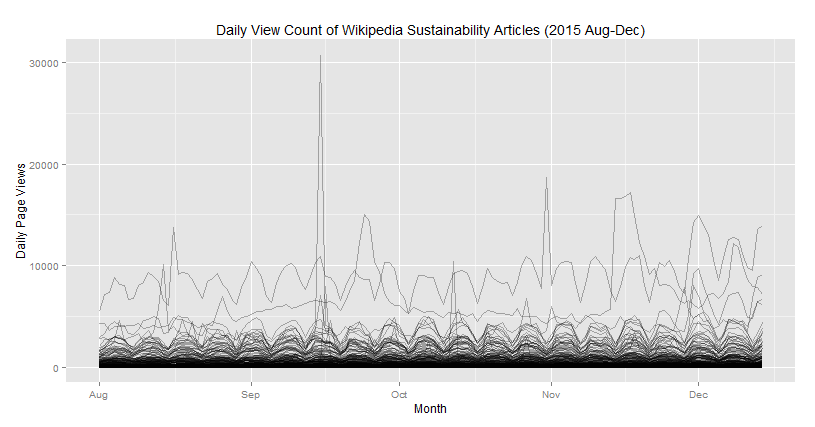 Daily View Count of Wikipedia Sustainability Articles (2015 Aug-Dec)
30000
20000
10000
0
Daily Page Views
Aug
Sep
Oct
Nov
Dec
Month